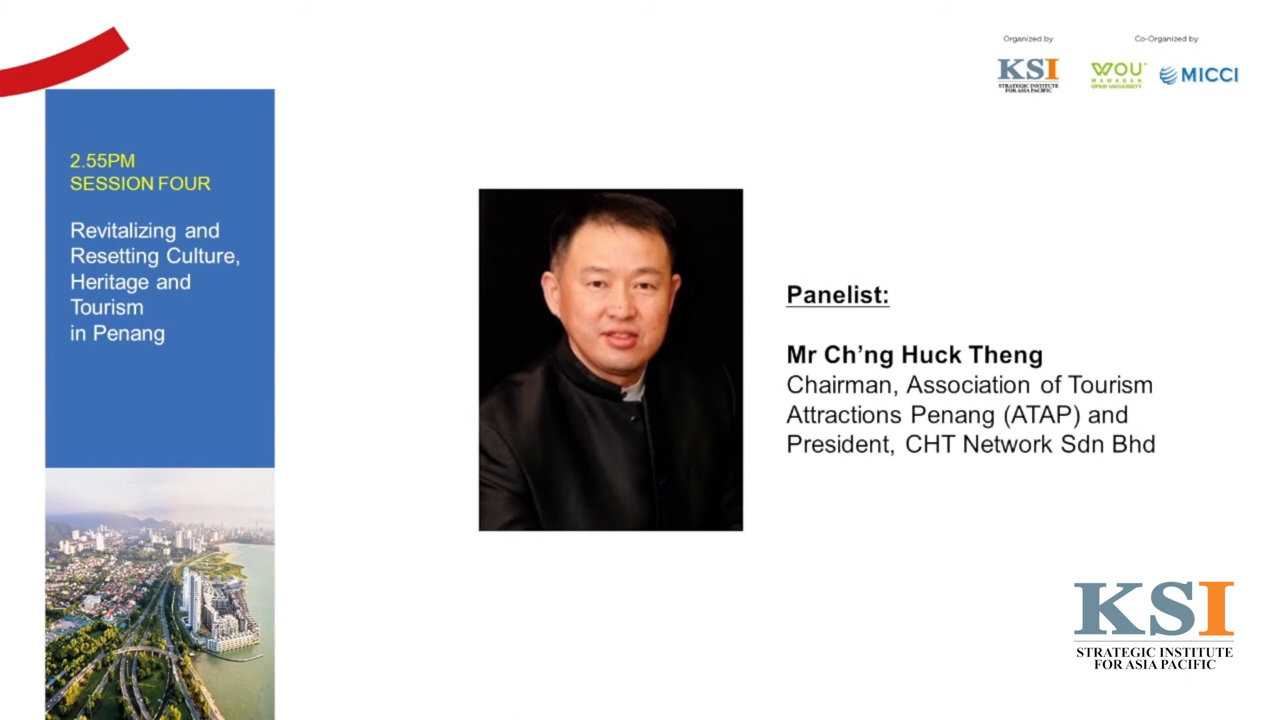 Organized by
Co-Organized by
KSI
STRATEGIC INSTITUTE
FOR ASIA PACIFIC
WOU
WAWASAN
OPEN UNIVERSITY
MICCI
2.55PM
SESSION FOUR
Revitalizing and
Resetting Culture,
Heritage and
Tourism
in Penang
Panelist:
Mr Ch’ng Huck Theng
Chairman, Association of Tourism
Attractions Penang (ATAP) and
President, CHT Network Sdn Bhd
KSI
STRATEGIC INSTITUTE
FOR ASIA PACIFIC